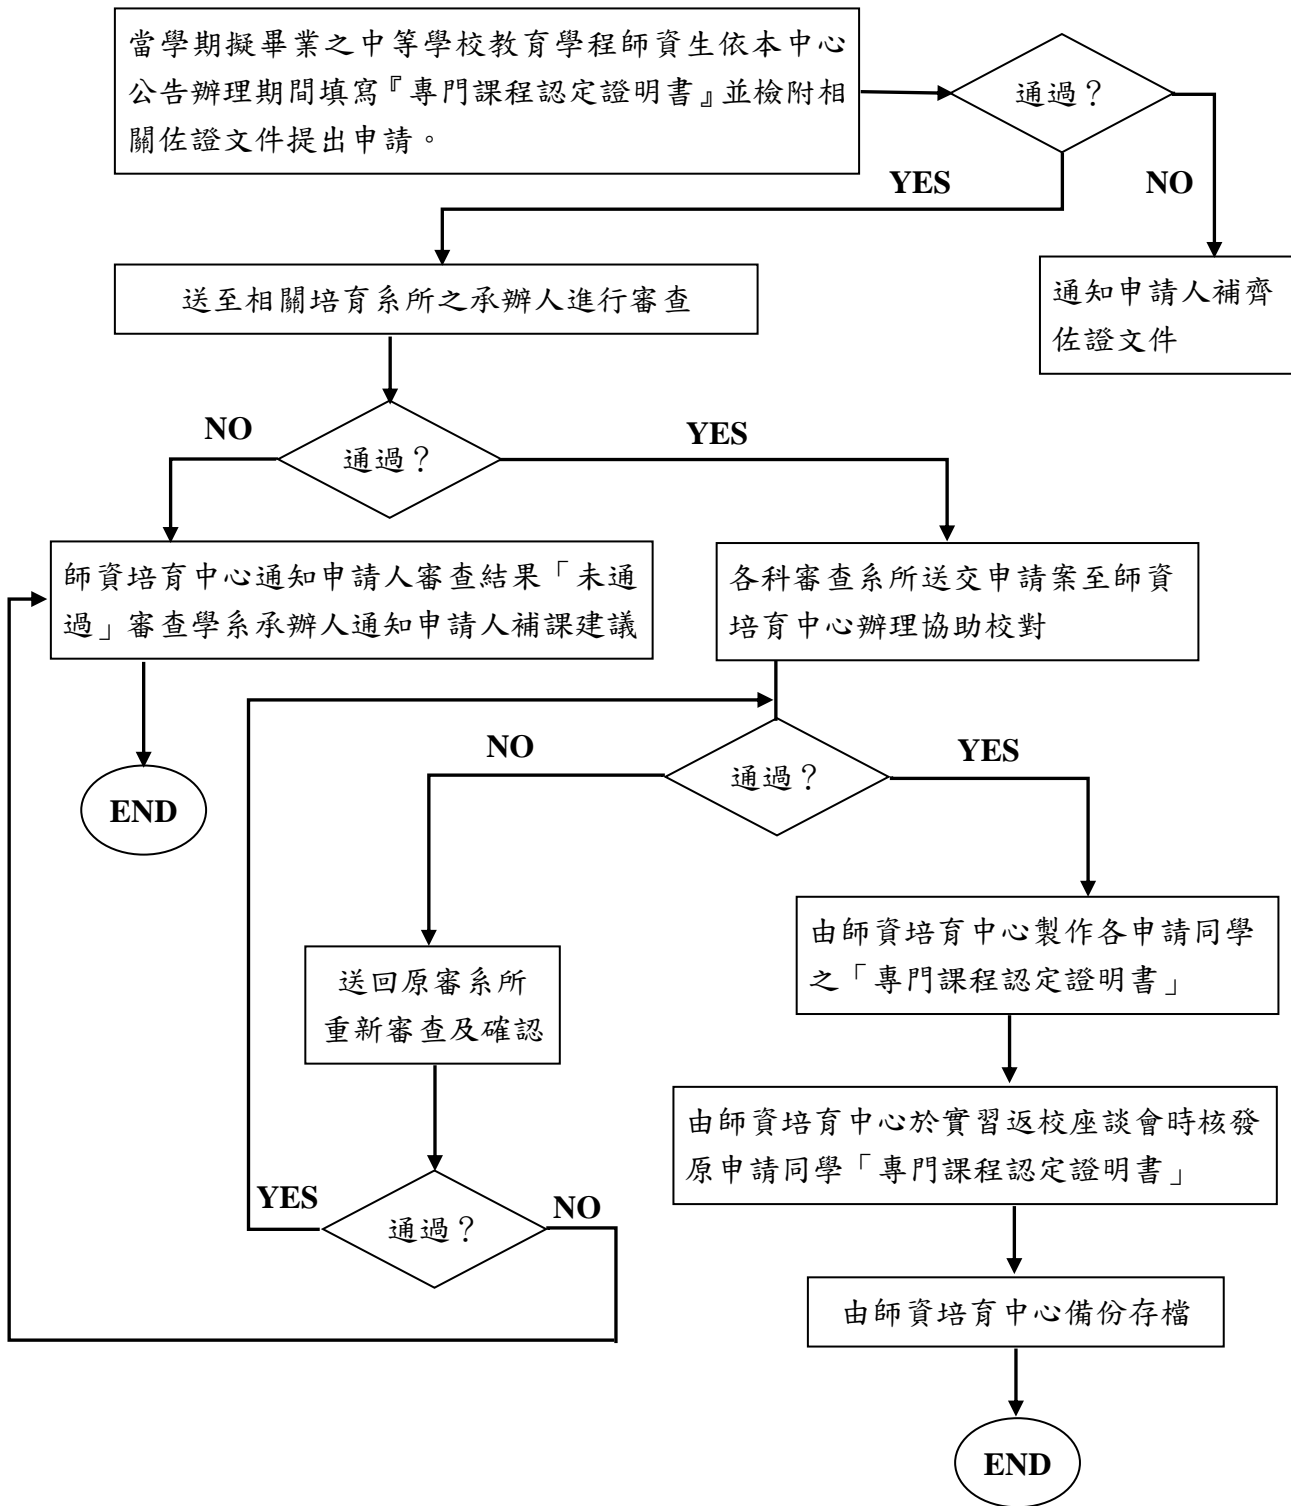 當學期擬畢業之中等學校教育學程師資生依本中心
公告辦理期間填寫『專門課程認定證明書』並檢附相
關佐證文件提出申請。
通過？
YES
NO
送至相關培育系所之承辦人進行審查
通知申請人補齊
佐證文件
NO
YES
通過？
師資培育中心通知申請人審查結果「未通
過」審查學系承辦人通知申請人補課建議
各科審查系所送交申請案至師資
培育中心辦理協助校對
NO
YES
通過？
END
由師資培育中心製作各申請同學
之「專門課程認定證明書」
送回原審系所
重新審查及確認
由師資培育中心於實習返校座談會時核發
原申請同學「專門課程認定證明書」
YES
NO
通過？
由師資培育中心備份存檔
END